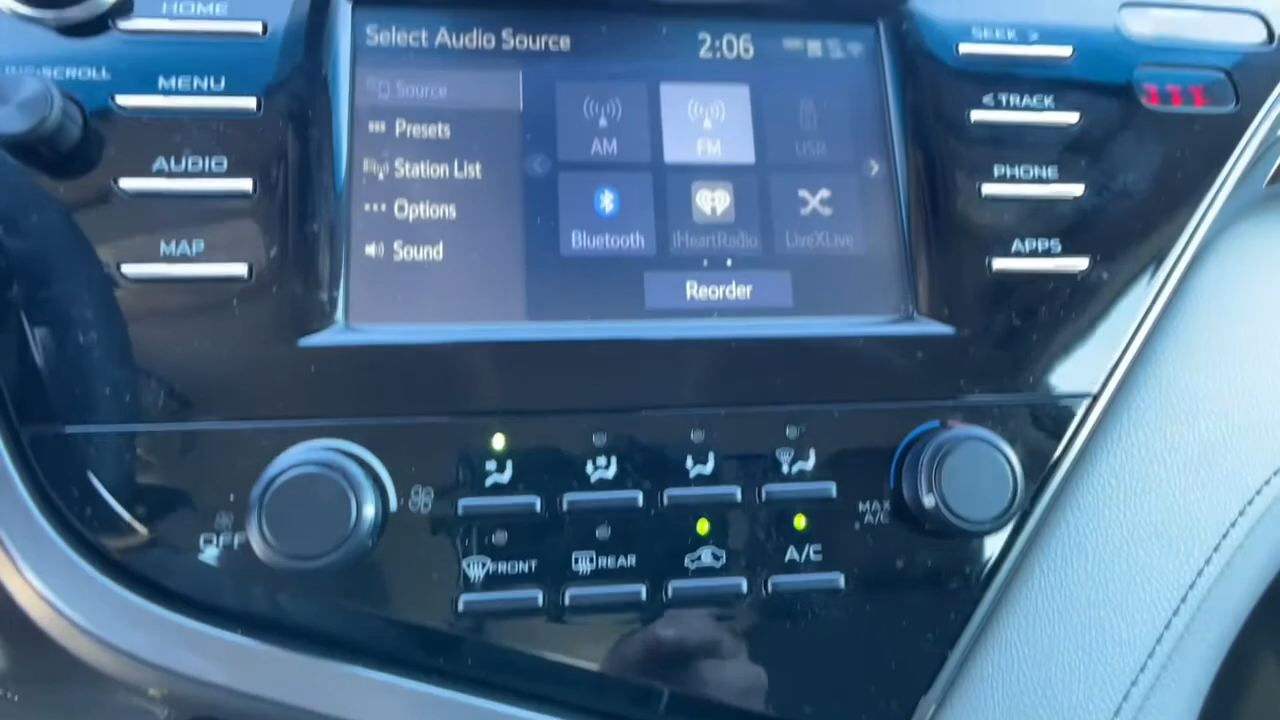 HOME
MENU
AUDIO
MAP
Select Audio Source
2:06
Source
Presets
Station List
Options
Sound
AM
FM
USB
Bluetooth
iHeartRadio
LiveXLive
Reorder
SEEK >
< TRACK
PHONE
APPS
OFF
FRONT
REAR
A/C
MAX
A/C